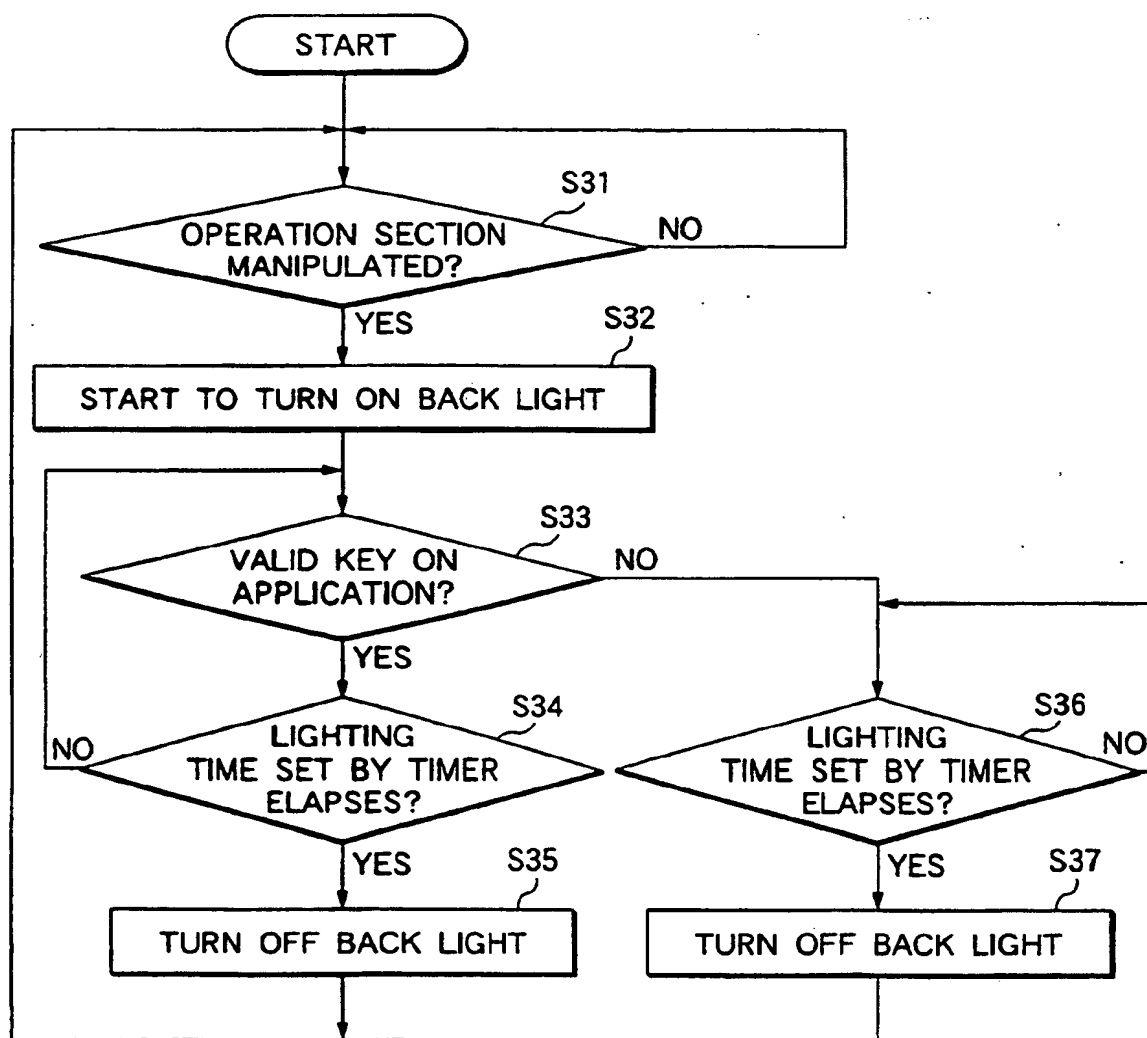 START
S31
OPERATION SECTION
MANIPULATED?
NO
YES
S32
START TO TURN ON BACK LIGHT
S33
VALID KEY ON
APPLICATION?
NO
YES
S34
LIGHTING
TIME SET BY TIMER
ELAPSES?
NO
YES
S36
LIGHTING
TIME SET BY TIMER
ELAPSES?
NO
YES
S35
TURN OFF BACK LIGHT
S37
TURN OFF BACK LIGHT